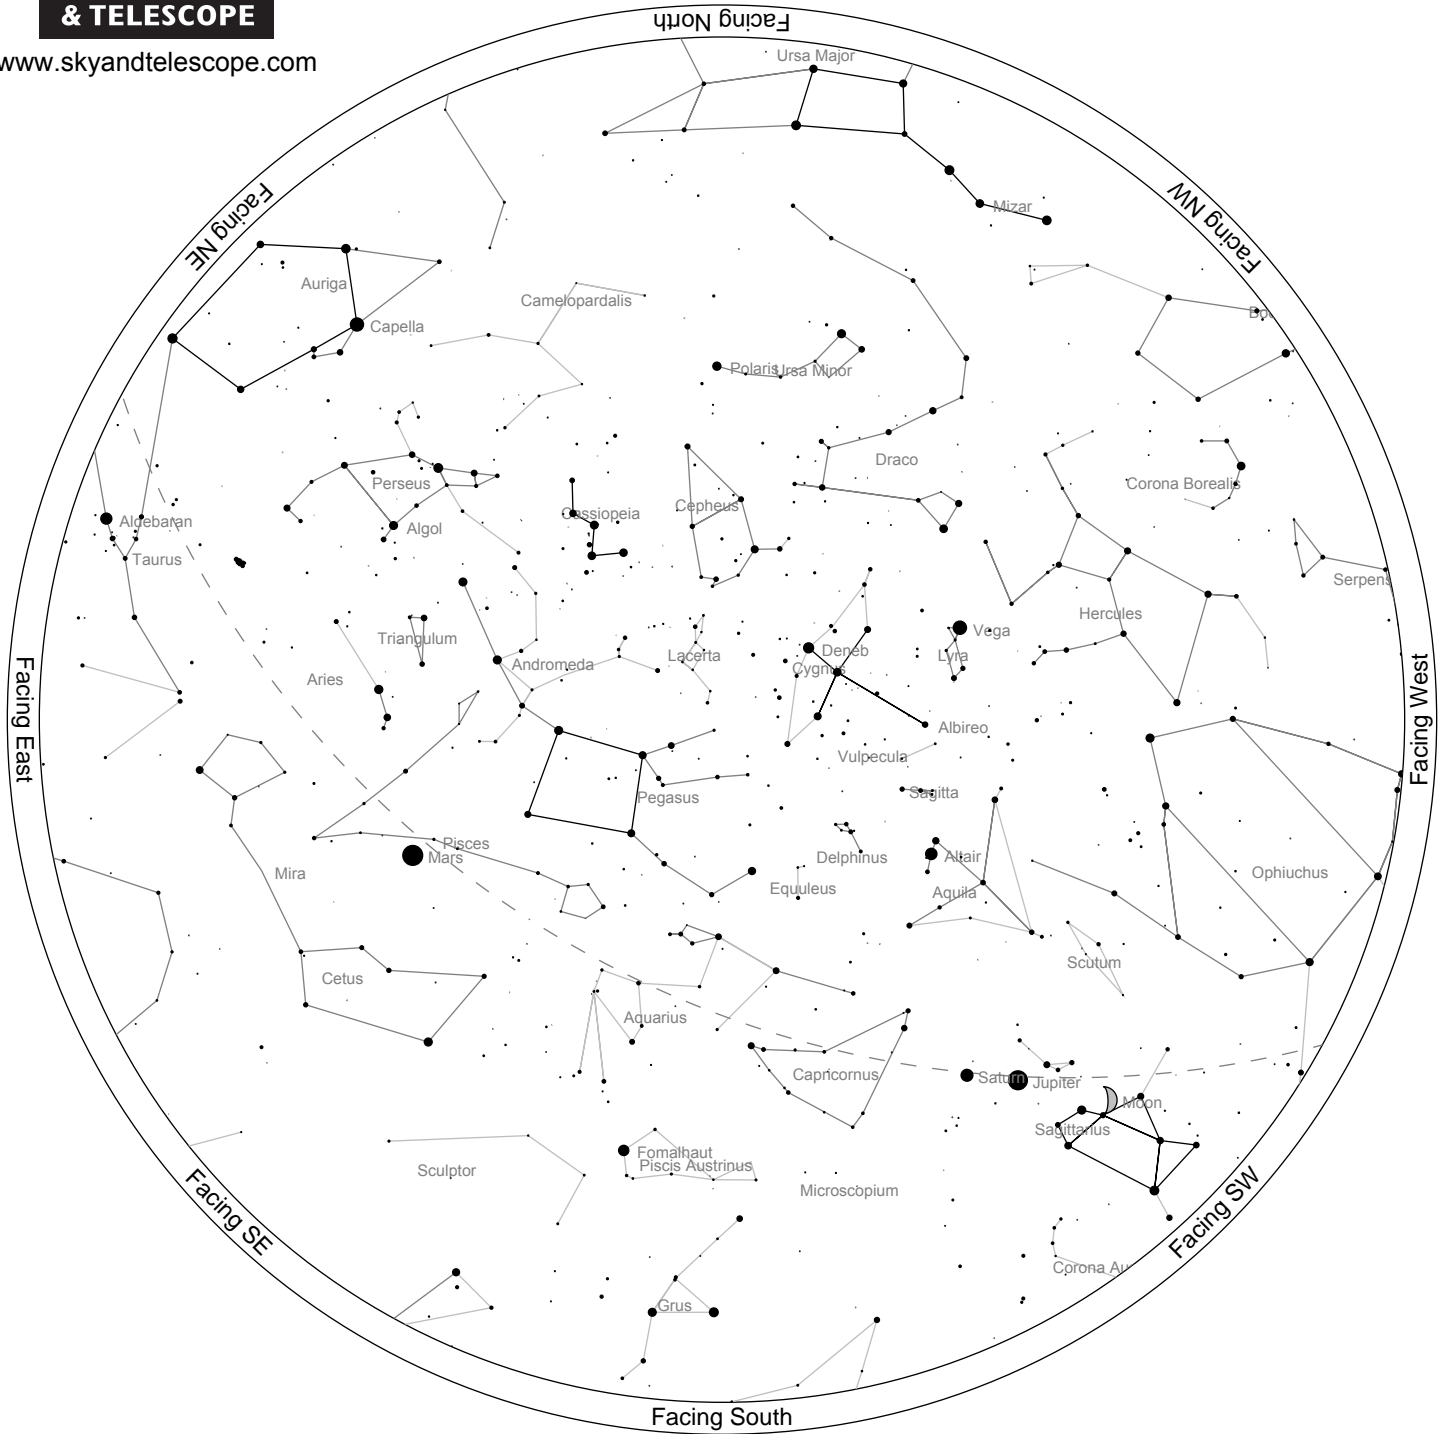 & TELESCOPE
www.skyandtelescope.com
Facing North
Ursa Major
Facing NE
Facing NW
Mizar
Auriga
Camelopardalis
Capella
Polaris
Ursa Minor
Draco
Perseus
Corona Borealis
Cepheus
Cassiopeia
Aldebaran
Algol
Taurus
Serpens
Hercules
Triangulum
Vega
Deneb
Lyra
Lacerta
Cygnus
Andromeda
Aries
Facing East
Facing West
Albireo
Vulpecula
Pegasus
Sagitta
Pisces
Mars
Delphinus
Altair
Mira
Equuleus
Aquila
Ophiuchus
Scutum
Cetus
Aquarius
Capricornus
Saturn
Jupiter
Moon
Sagittarius
Fomalhaut
Piscis Austrinus
Sculptor
Microscopium
Facing SE
Facing SW
Corona Au
Grus
Facing South